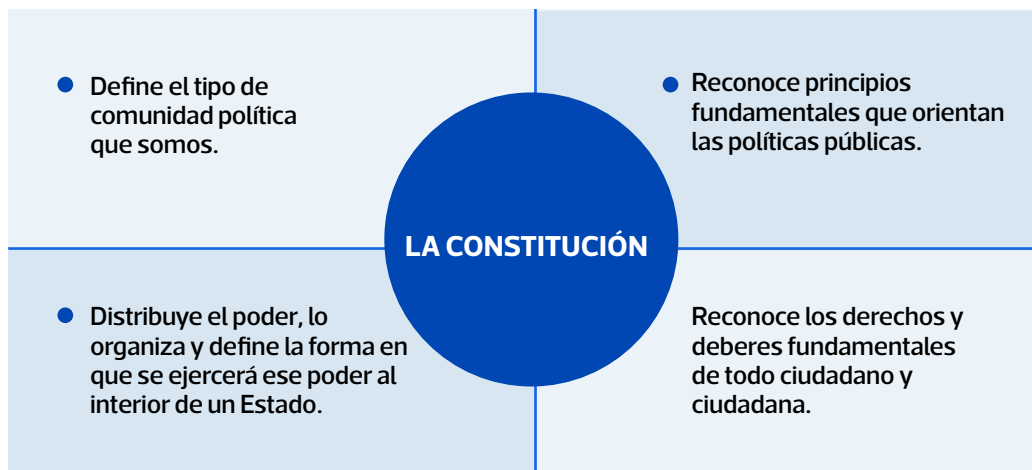 Define el tipo de
comunidad política
que somos.
Reconoce principios
fundamentales que orientan
las políticas públicas.
LA CONSTITUCIÓN
Distribuye el poder, lo
organiza y define la forma en
que se ejercerá ese poder al
interior de un Estado.
Reconoce los derechos y
deberes fundamentales
de todo ciudadano y
ciudadana.